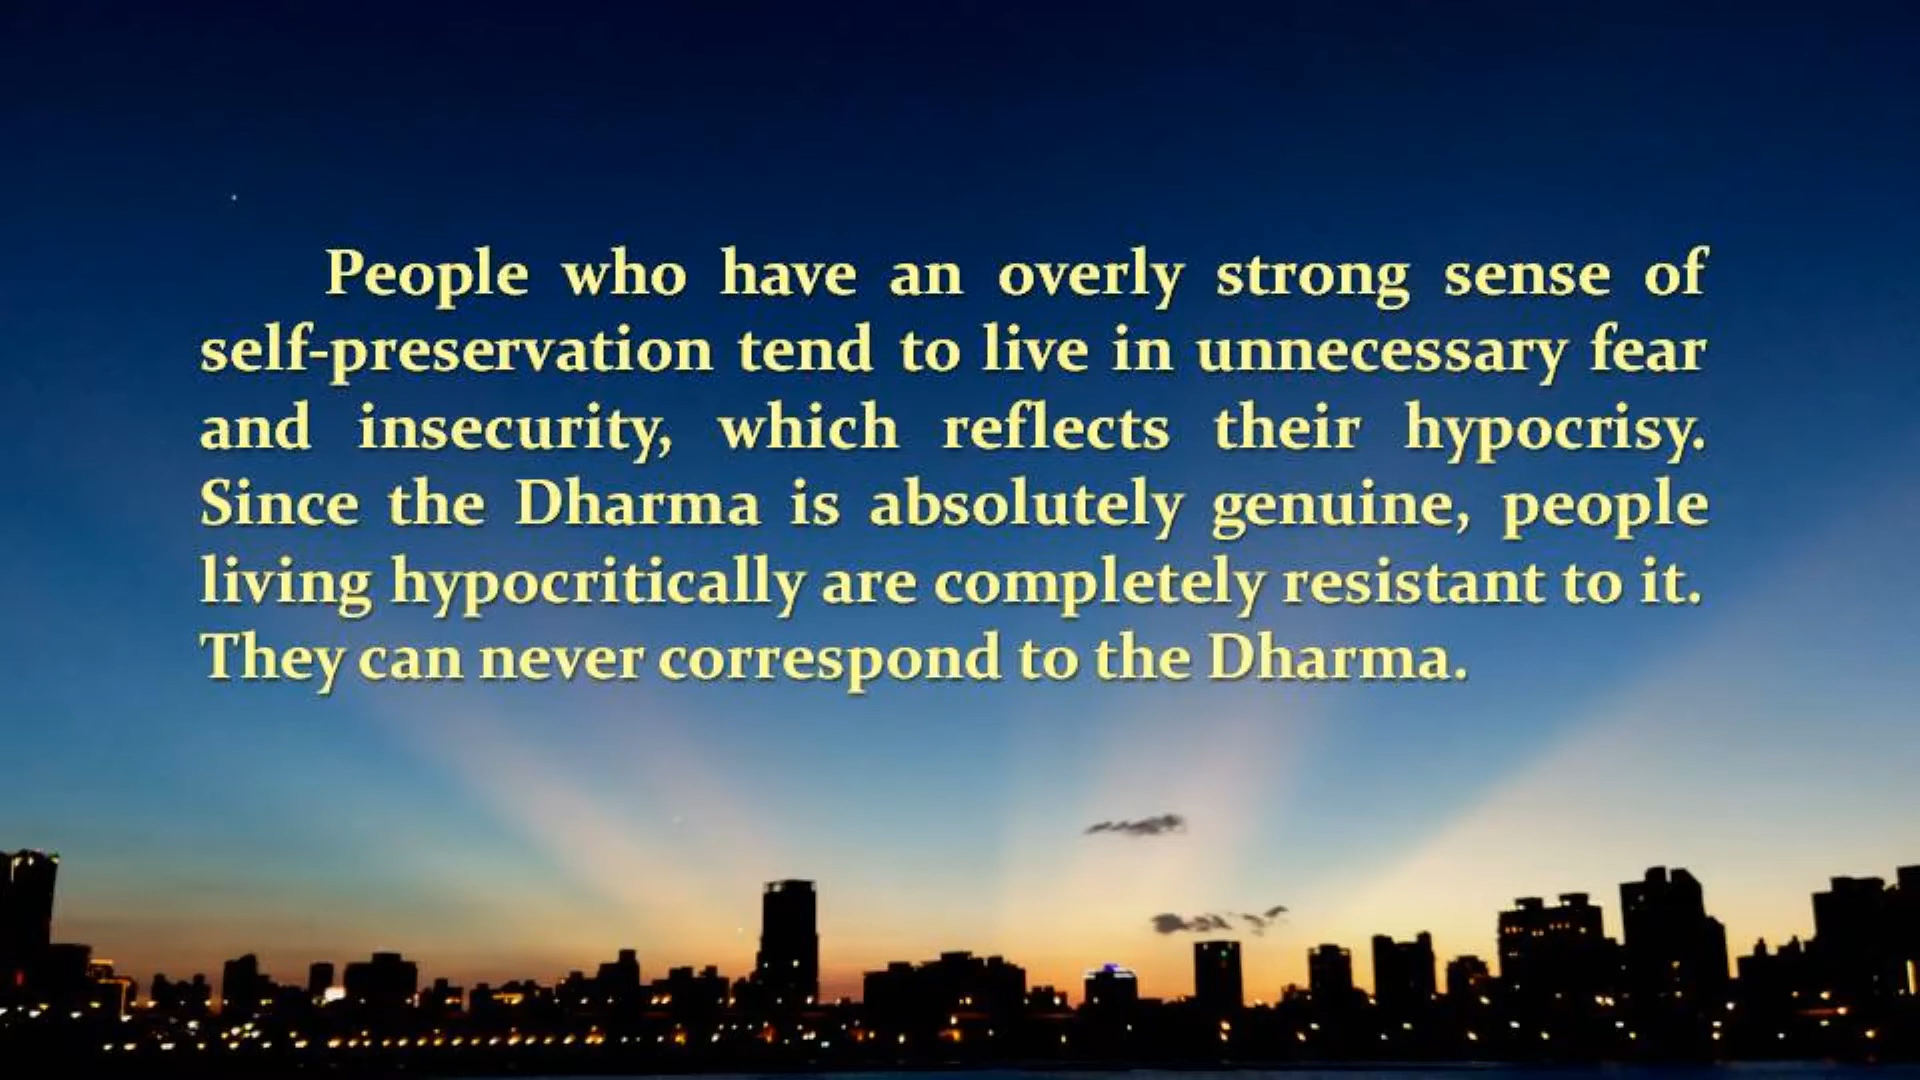 People who have an overly strong sense of
self-preservation tend to live in unnecessary fear
and insecurity, which reflects their hypocrisy.
Since the Dharma is absolutely genuine, people
living hypocritically are completely resistant to it.
They can never correspond to the Dharma.